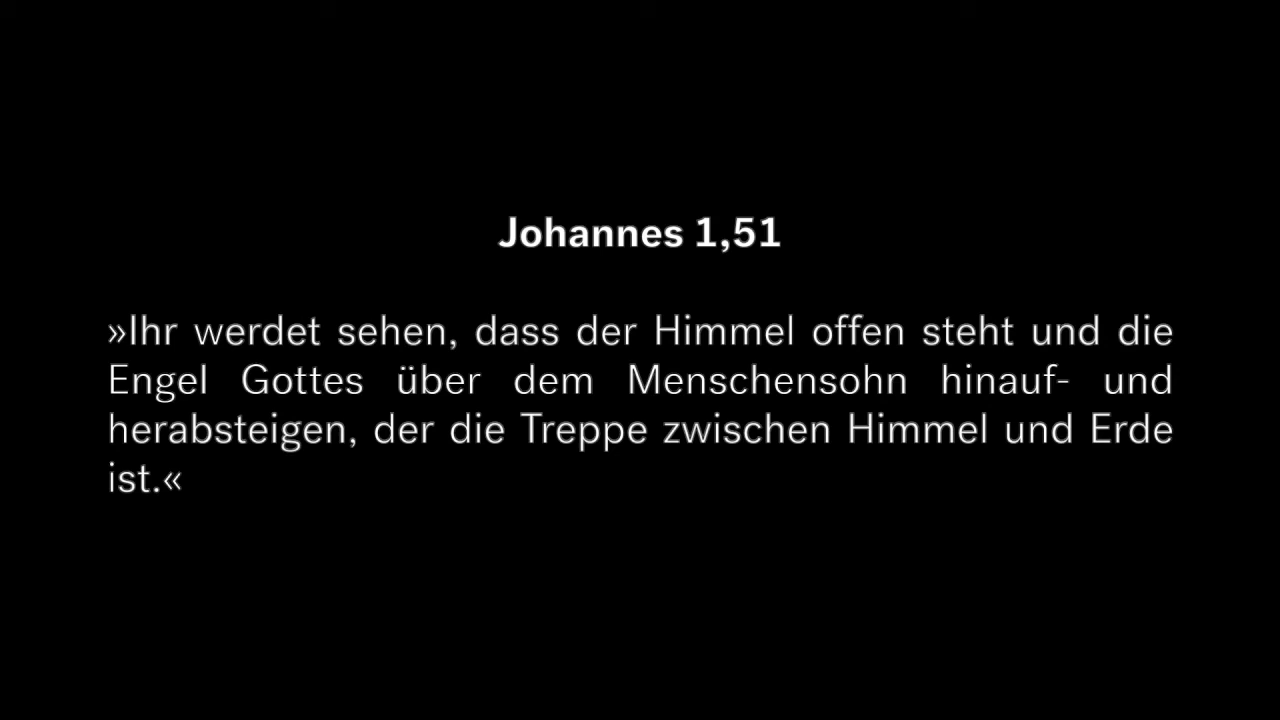 Johannes 1,51
»Ihr werdet sehen, dass der Himmel offen steht und die
Engel Gottes über dem Menschensohn hinauf- und
herabsteigen, der die Treppe zwischen Himmel und Erde
ist.«